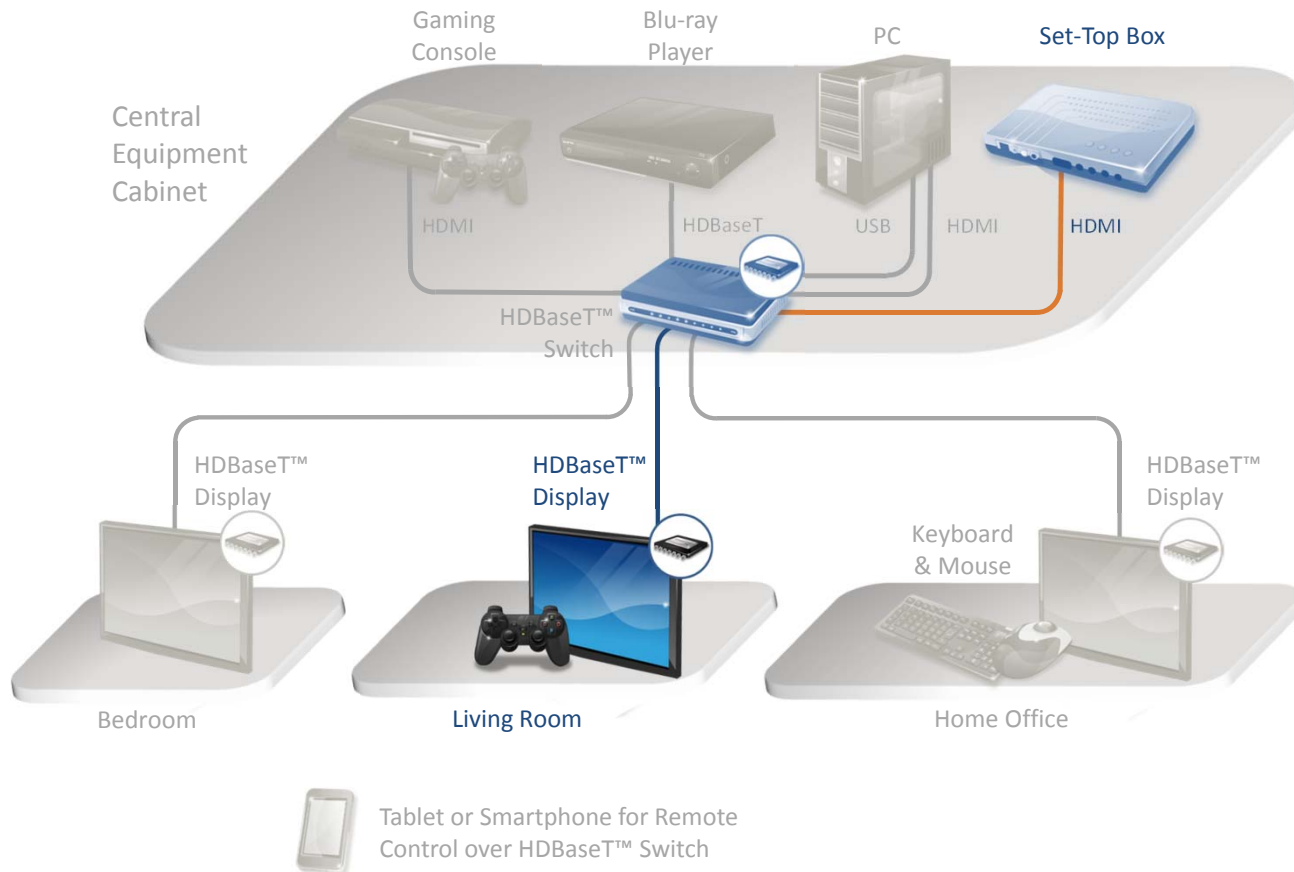 Gaming
Console
Blu-ray
Player
PC
Set-Top Box
Central
Equipment
Cabinet
HDMI
HDBaseT
USB
HDMI
HDMI
HDBaseT™
Switch
HDBaseT™
Display
HDBaseT™
Display
HDBaseT™
Display
Keyboard
& Mouse
Bedroom
Living Room
Home Office
Tablet or Smartphone for Remote
Control over HDBaseT™ Switch